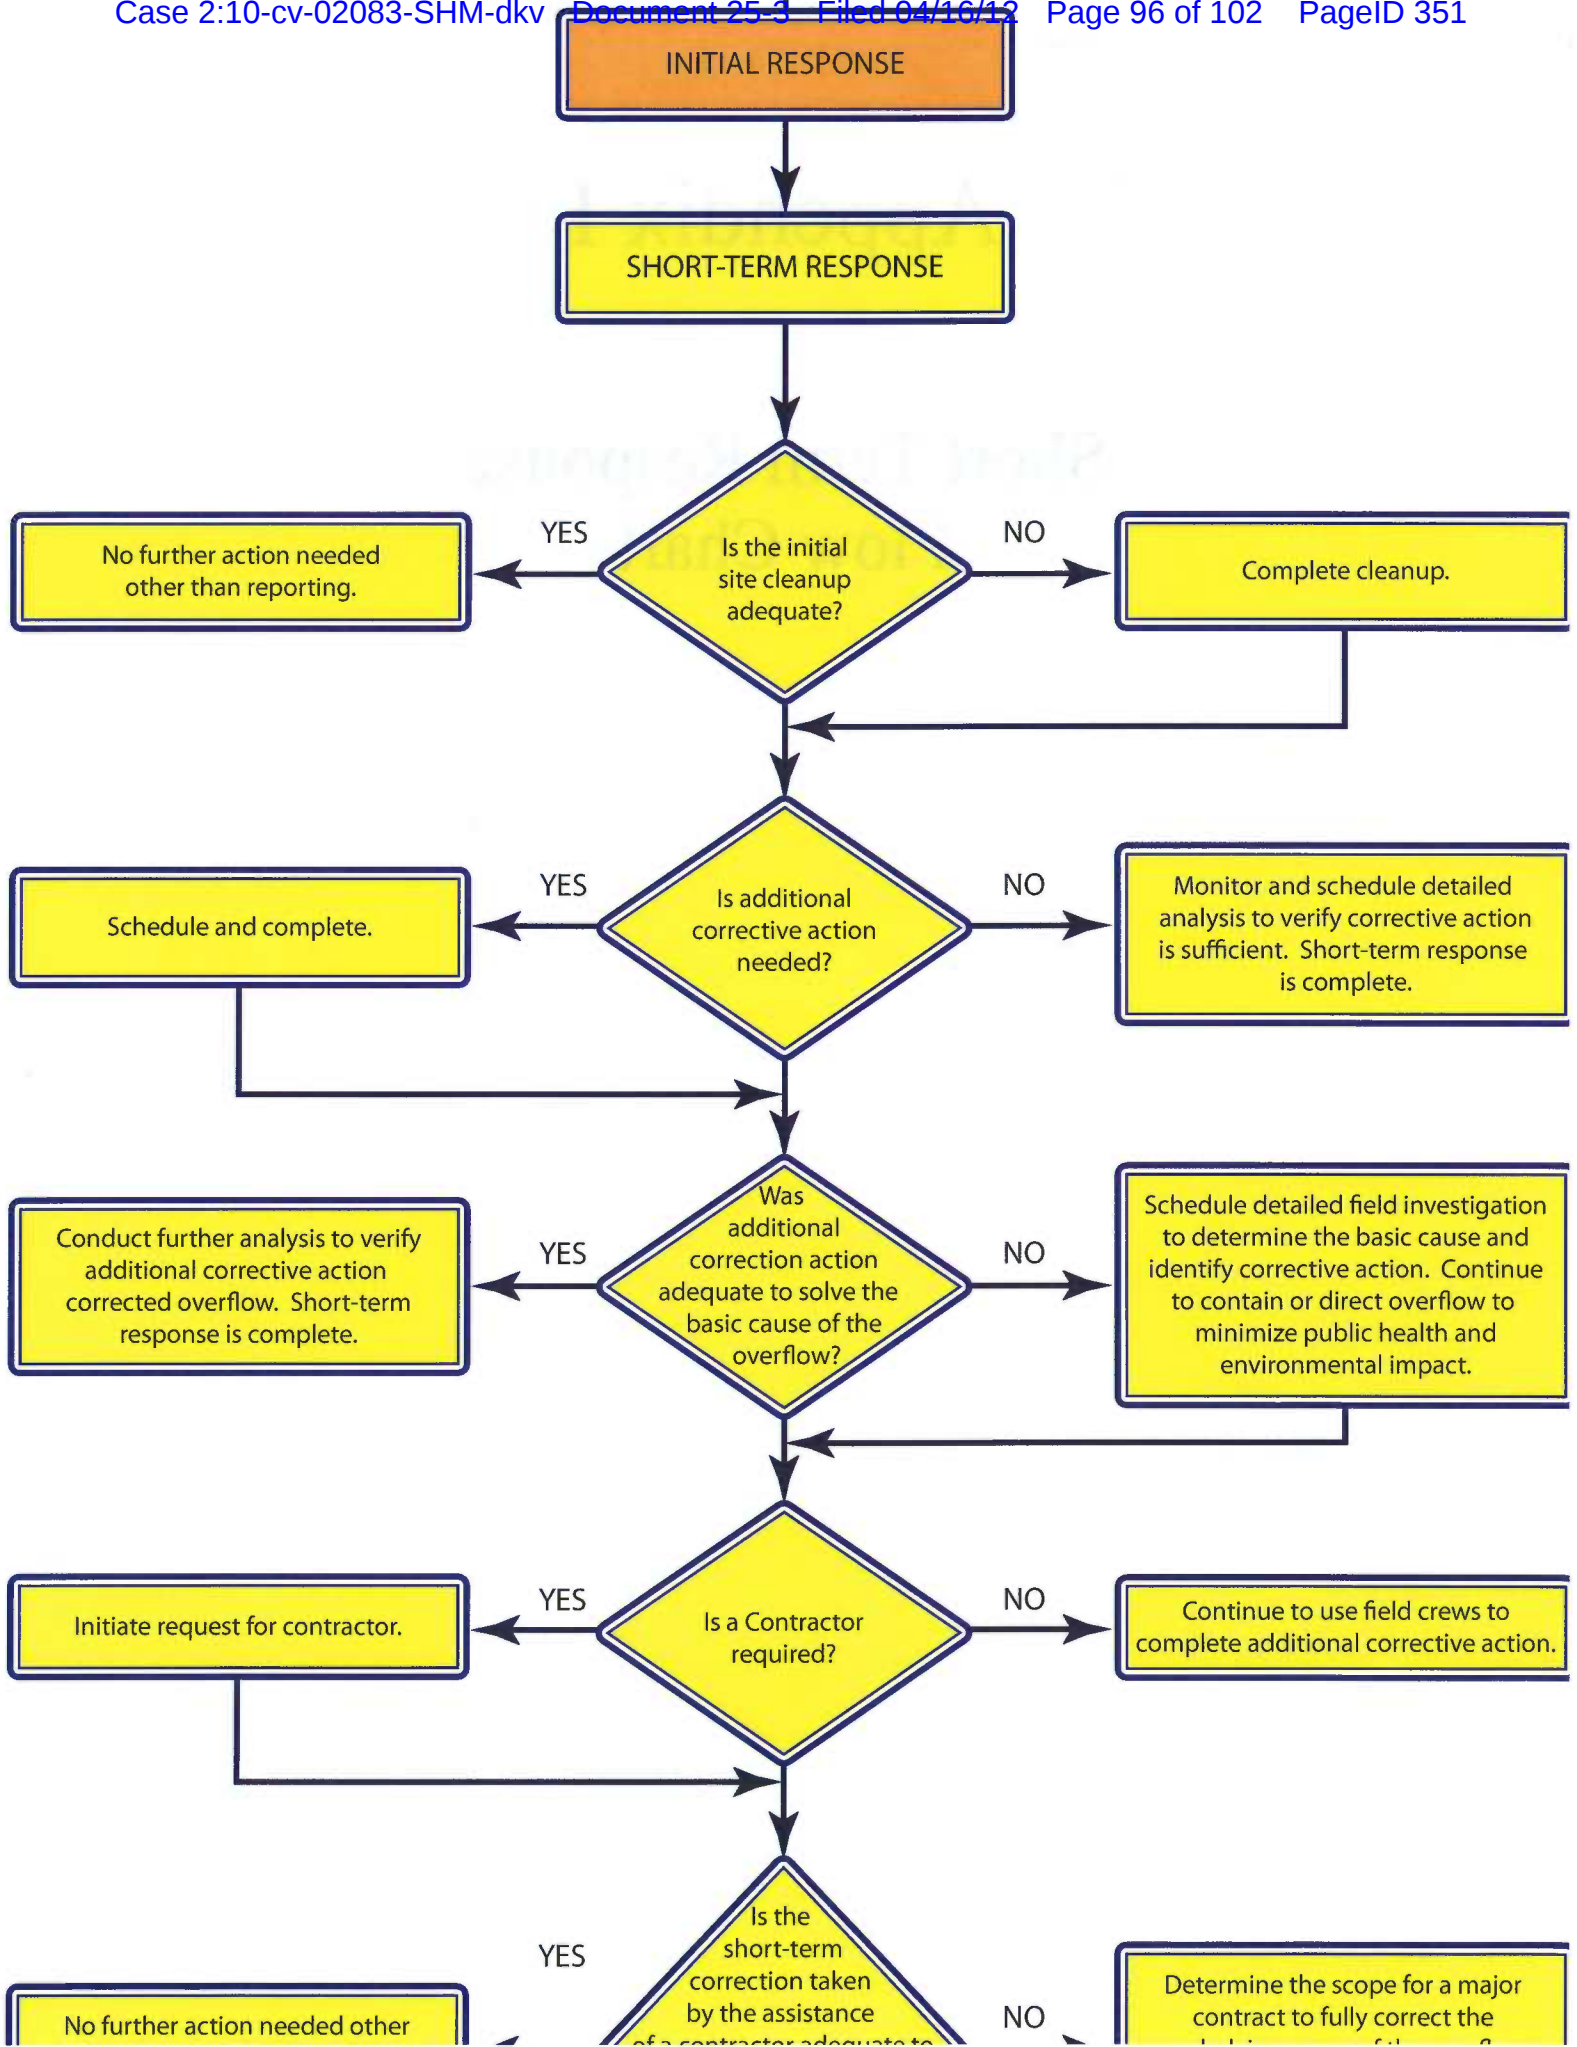 Case 2:10-cv-02083-SHM-dkv Document 25-3 Filed 04/16/12 Page 96 of 102 PageID 351
INITIAL RESPONSE
SHORT-TERM RESPONSE
Is the initial
site cleanup
adequate?
YES
No further action needed
other than reporting.
NO
Complete cleanup.
Is additional
corrective action
needed?
YES
Schedule and complete.
NO
Monitor and schedule detailed
analysis to verify corrective action
is sufficient. Short-term response
is complete.
Was
additional
correction action
adequate to solve the
basic cause of the
overflow?
YES
Conduct further analysis to verify
additional corrective action
corrected overflow. Short-term
response is complete.
NO
Schedule detailed field investigation
to determine the basic cause and
identify corrective action. Continue
to contain or direct overflow to
minimize public health and
environmental impact.
Is a Contractor
required?
YES
Initiate request for contractor.
NO
Continue to use field crews to
complete additional corrective action.
Is the
short-term
correction taken
by the assistance
of a contractor adequate to
YES
No further action needed other
NO
Determine the scope for a major
contract to fully correct the